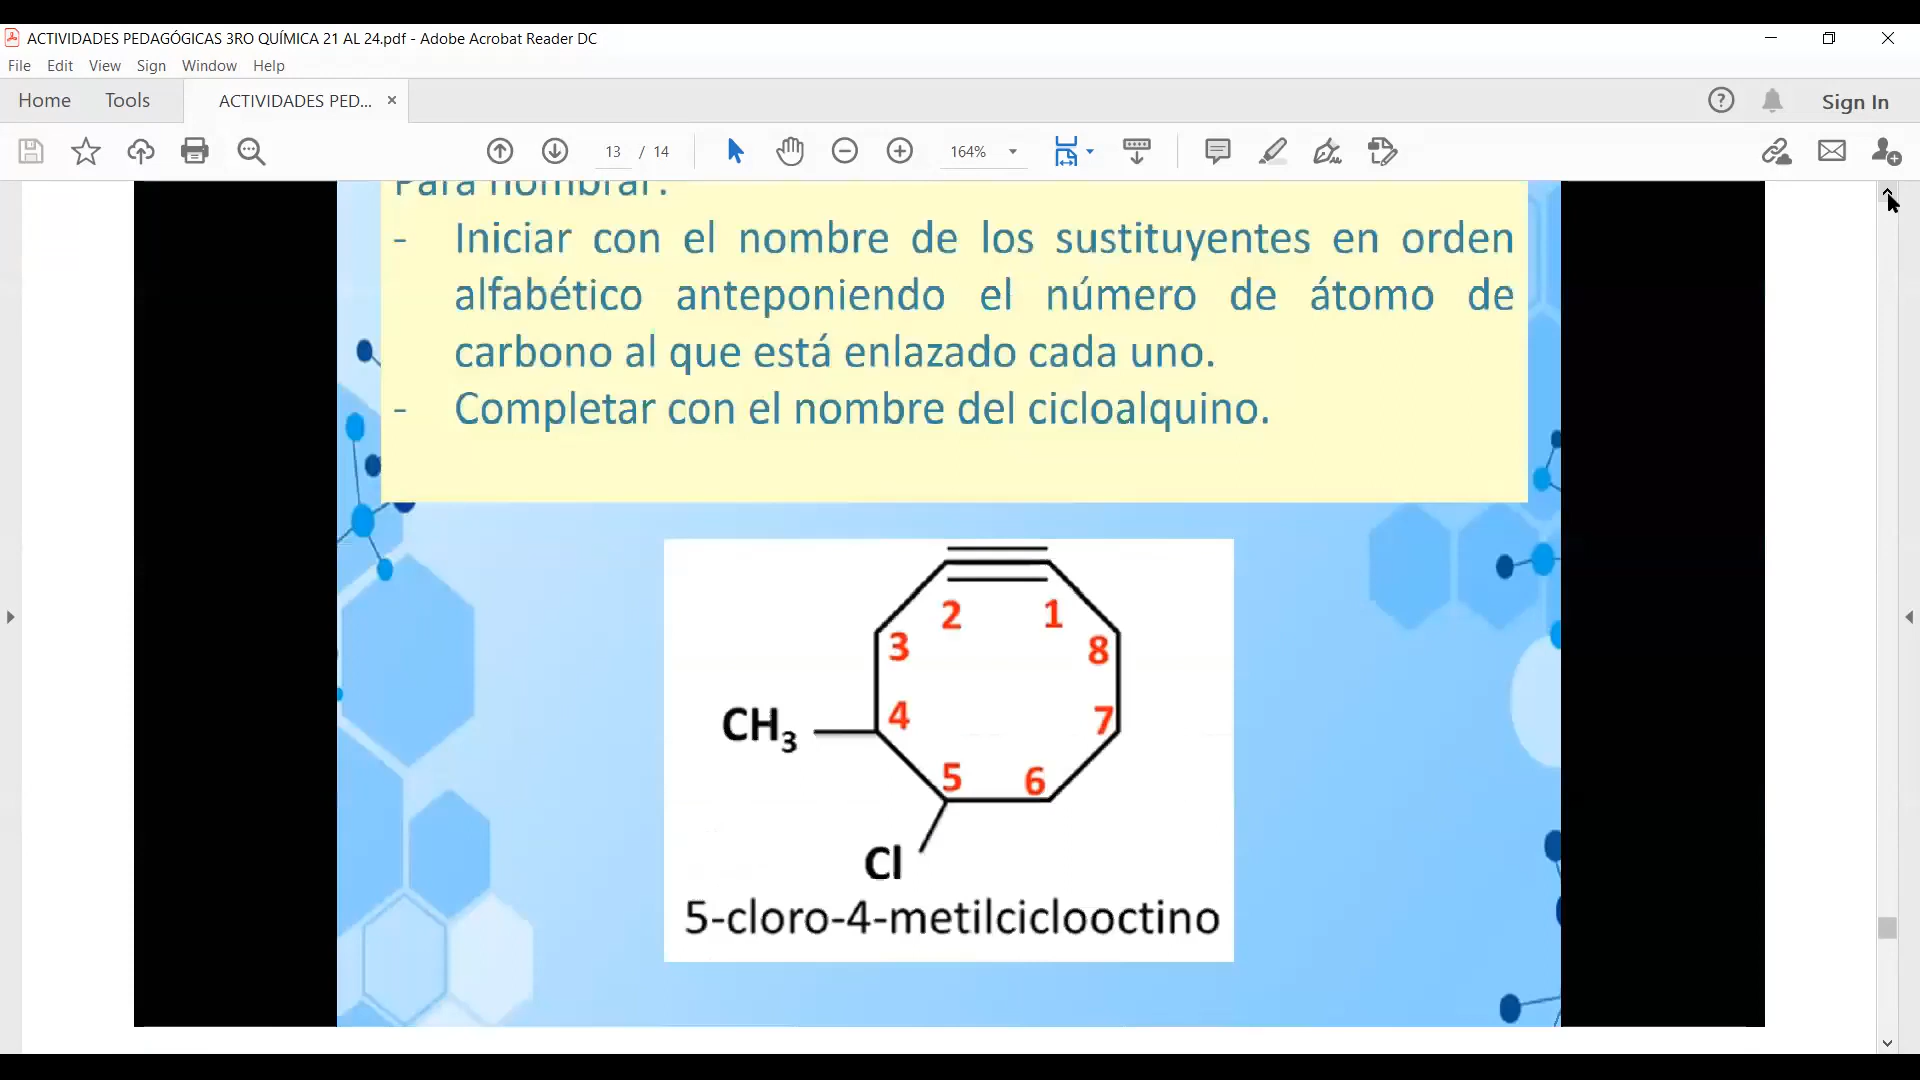 ACTIVIDADES PEDAGÓGICAS 3RO QUÍMICA 21 AL 24.pdf - Adobe Acrobat Reader DC
File Edit View Sign Window Help
Home Tools ACTIVIDADES PED... × Sign In
13 / 14 164%
Para nombrar:
- Iniciar con el nombre de los sustituyentes en orden
alfabético anteponiendo el número de átomo de
carbono al que está enlazado cada uno.
- Completar con el nombre del cicloalquino.
2 1
3 8
CH₃ 4 7
5 6
Cl
5-cloro-4-metilciclooctino